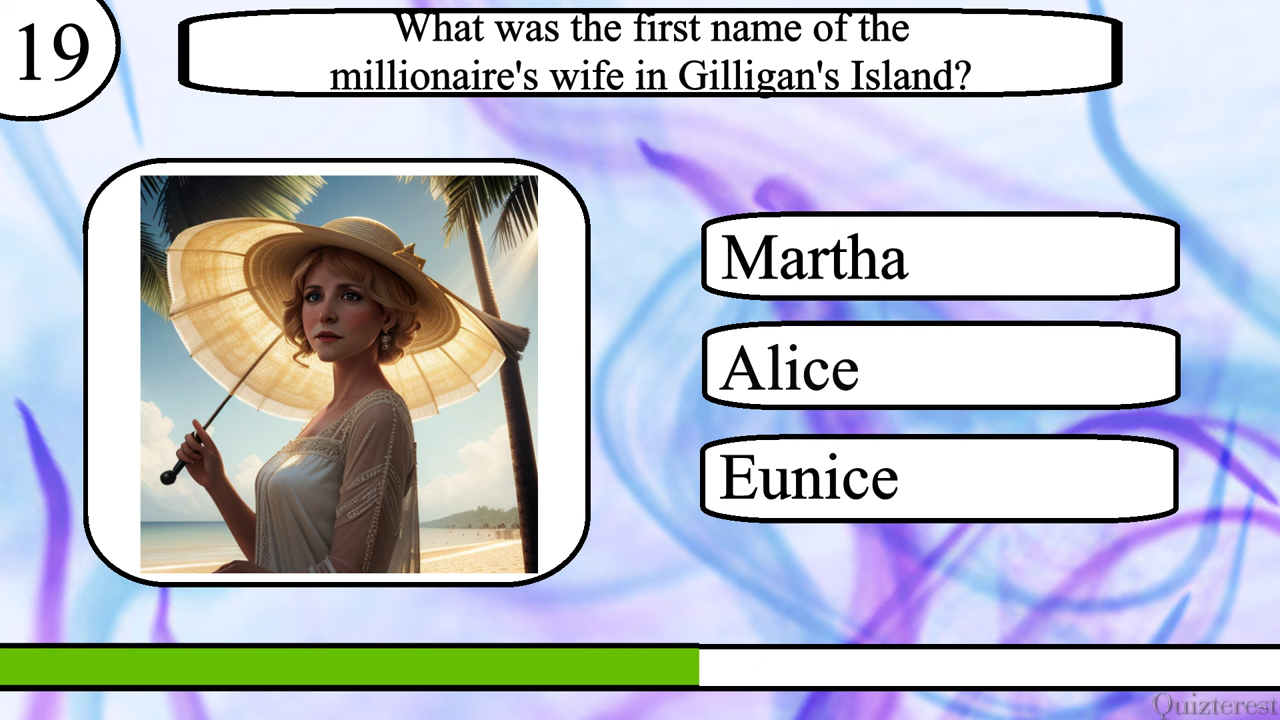 19
What was the first name of the
millionaire's wife in Gilligan's Island?
Martha
Alice
Eunice
Quizterest